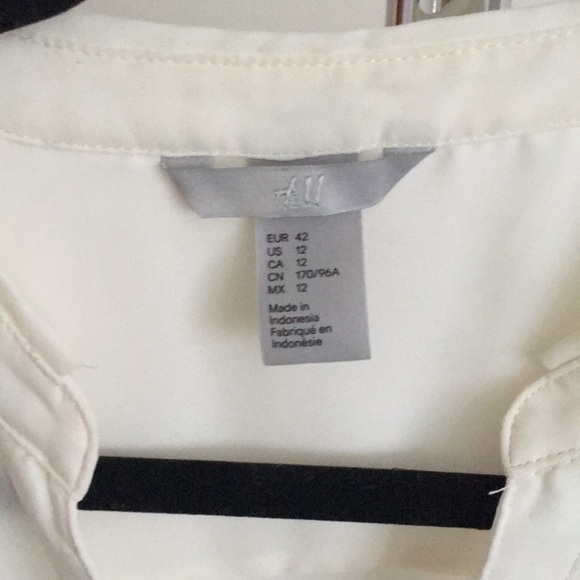 H&M
EUR 42
US 12
CA 12
CN 170/96A
MX 12
Made in
Indonesia
Fabriqué en
Indonésie